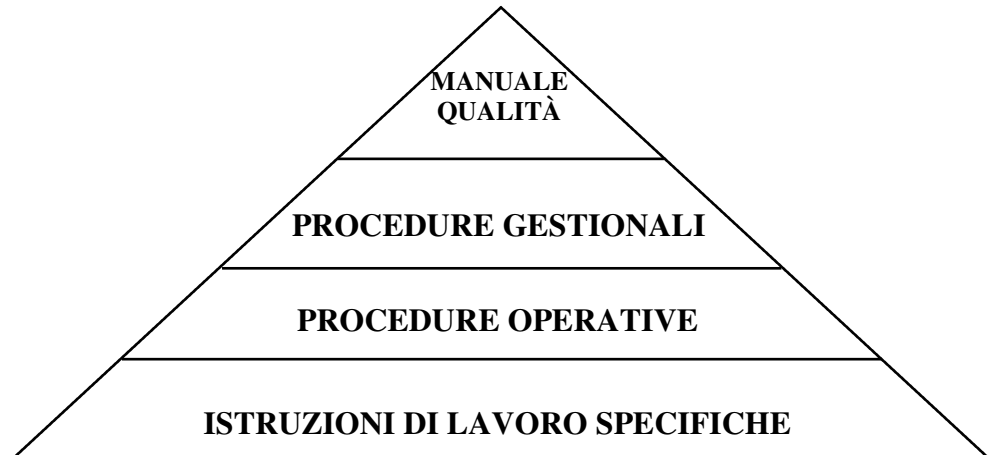 MANUALE
QUALITÀ
PROCEDURE GESTIONALI
PROCEDURE OPERATIVE
ISTRUZIONI DI LAVORO SPECIFICHE